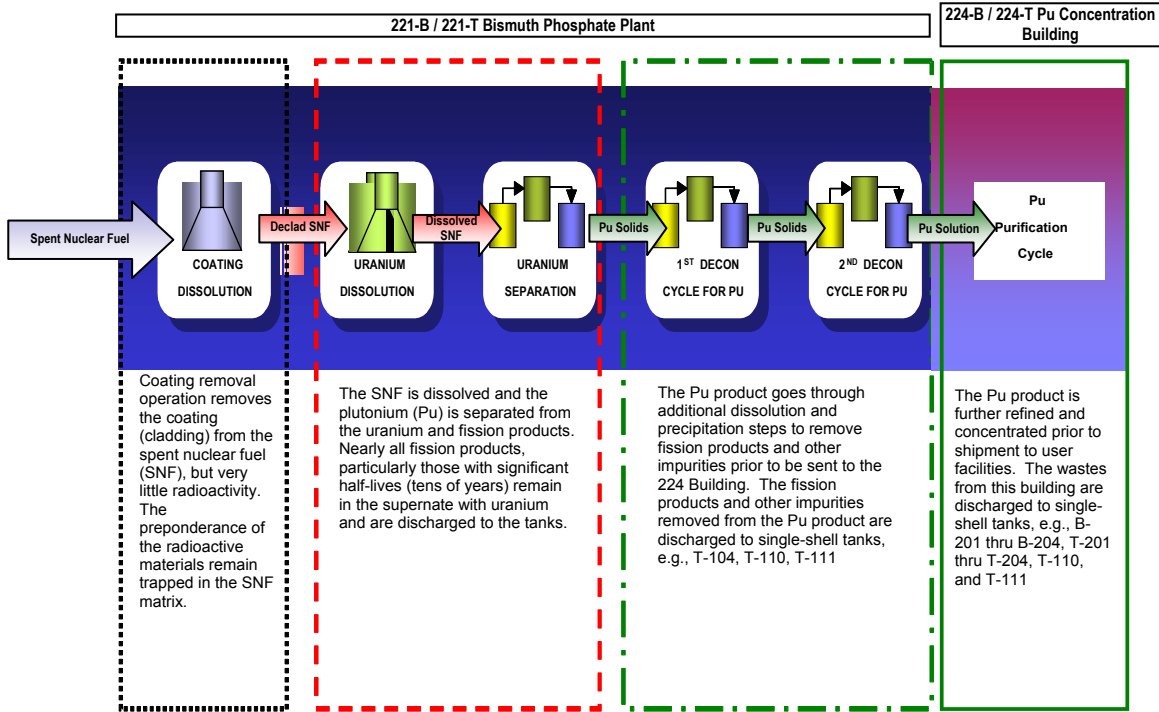 221-B / 221-T Bismuth Phosphate Plant
224-B / 224-T Pu Concentration
Building
Spent Nuclear Fuel
COATING
DISSOLUTION
Declad SNF
URANIUM
DISSOLUTION
Dissolved
SNF
URANIUM
SEPARATION
Pu Solids
1ST DECON
CYCLE FOR PU
Pu Solids
2ND DECON
CYCLE FOR PU
Pu Solution
Pu
Purification
Cycle
Coating removal
operation removes
the coating
(cladding) from the
spent nuclear fuel
(SNF), but very
little radioactivity.
The
preponderance of
the radioactive
materials remain
trapped in the SNF
matrix.
The SNF is dissolved and the
plutonium (Pu) is separated from
the uranium and fission products.
Nearly all fission products,
particularly those with significant
half-lives (tens of years) remain
in the supernate with uranium
and are discharged to the tanks.
The Pu product goes through
additional dissolution and
precipitation steps to remove
fission products and other
impurities prior to be sent to the
224 Building.  The fission
products and other impurities
removed from the Pu product are
discharged to single-shell tanks,
e.g., T-104, T-110, T-111
The Pu product is
further refined and
concentrated prior to
shipment to user
facilities.  The wastes
from this building are
discharged to single-
shell tanks, e.g., B-
201 thru B-204, T-201
thru T-204, T-110,
and T-111